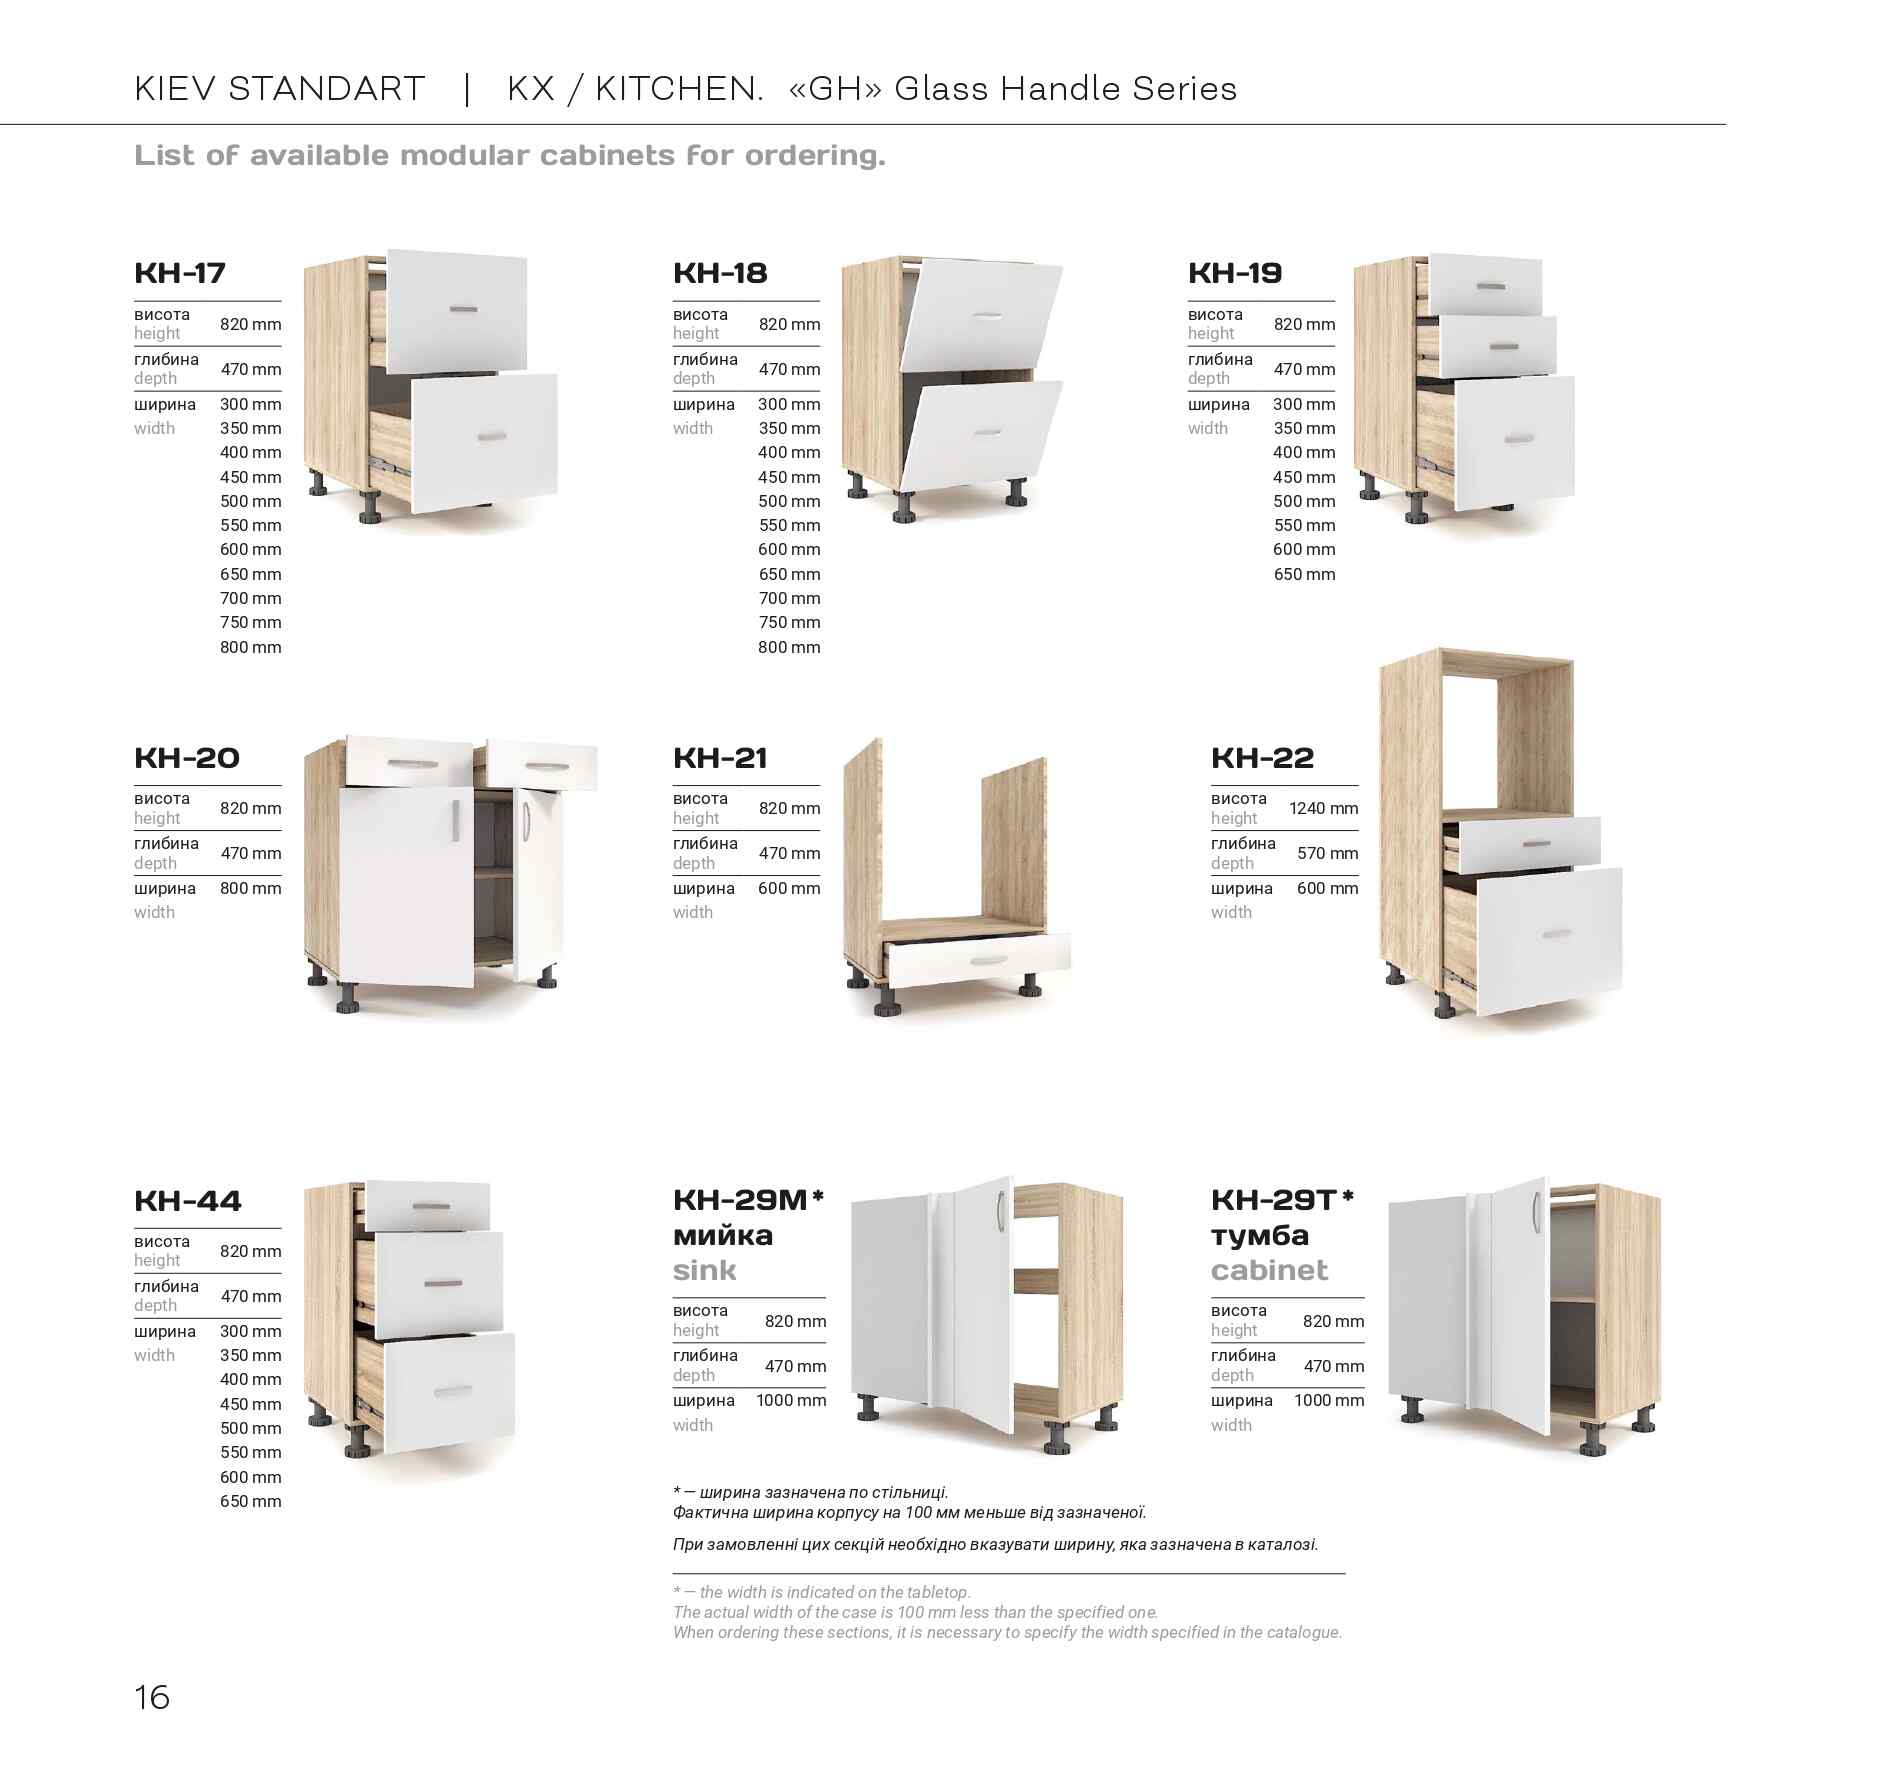 KIEV STANDART | KX / KITCHEN. «GH» Glass Handle Series
List of available modular cabinets for ordering.
KH-17
висота
height
820 mm
глибина
depth
470 mm
ширина 300 mm
width 350 mm
400 mm
450 mm
500 mm
550 mm
600 mm
650 mm
700 mm
750 mm
800 mm
KH-18
висота
height
820 mm
глибина
depth
470 mm
ширина 300 mm
width 350 mm
400 mm
450 mm
500 mm
550 mm
600 mm
650 mm
700 mm
750 mm
800 mm
KH-19
висота
height
820 mm
глибина
depth
470 mm
ширина 300 mm
width 350 mm
400 mm
450 mm
500 mm
550 mm
600 mm
650 mm
KH-20
висота
height
820 mm
глибина
depth
470 mm
ширина 800 mm
width
KH-21
висота
height
820 mm
глибина
depth
470 mm
ширина 600 mm
width
KH-22
висота
height
1240 mm
глибина
depth
570 mm
ширина 600 mm
width
KH-44
висота
height
820 mm
глибина
depth
470 mm
ширина 300 mm
width 350 mm
400 mm
450 mm
500 mm
550 mm
600 mm
650 mm
KH-29M*
мийка
sink
висота
height
820 mm
глибина
depth
470 mm
ширина 1000 mm
width
KH-29T*
тумба
cabinet
висота
height
820 mm
глибина
depth
470 mm
ширина 1000 mm
width
* — ширина зазначена по стільниці.
Фактична ширина корпусу на 100 мм меньше від зазначеної.
При замовленні цих секцій необхідно вказувати ширину, яка зазначена в каталозі.
* — the width is indicated on the tabletop.
The actual width of the case is 100 mm less than the specified one.
When ordering these sections, it is necessary to specify the width specified in the catalogue.
16